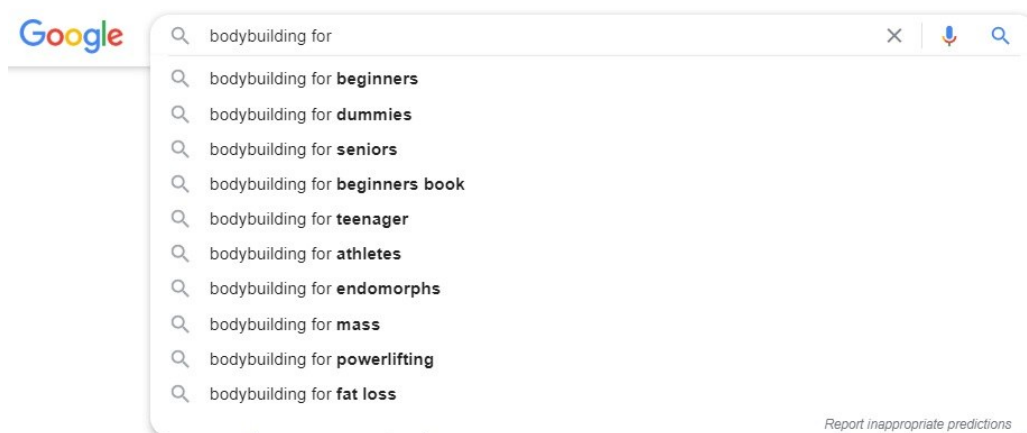 Google
bodybuilding for
bodybuilding for beginners
bodybuilding for dummies
bodybuilding for seniors
bodybuilding for beginners book
bodybuilding for teenager
bodybuilding for athletes
bodybuilding for endomorphs
bodybuilding for mass
bodybuilding for powerlifting
bodybuilding for fat loss
Report inappropriate predictions